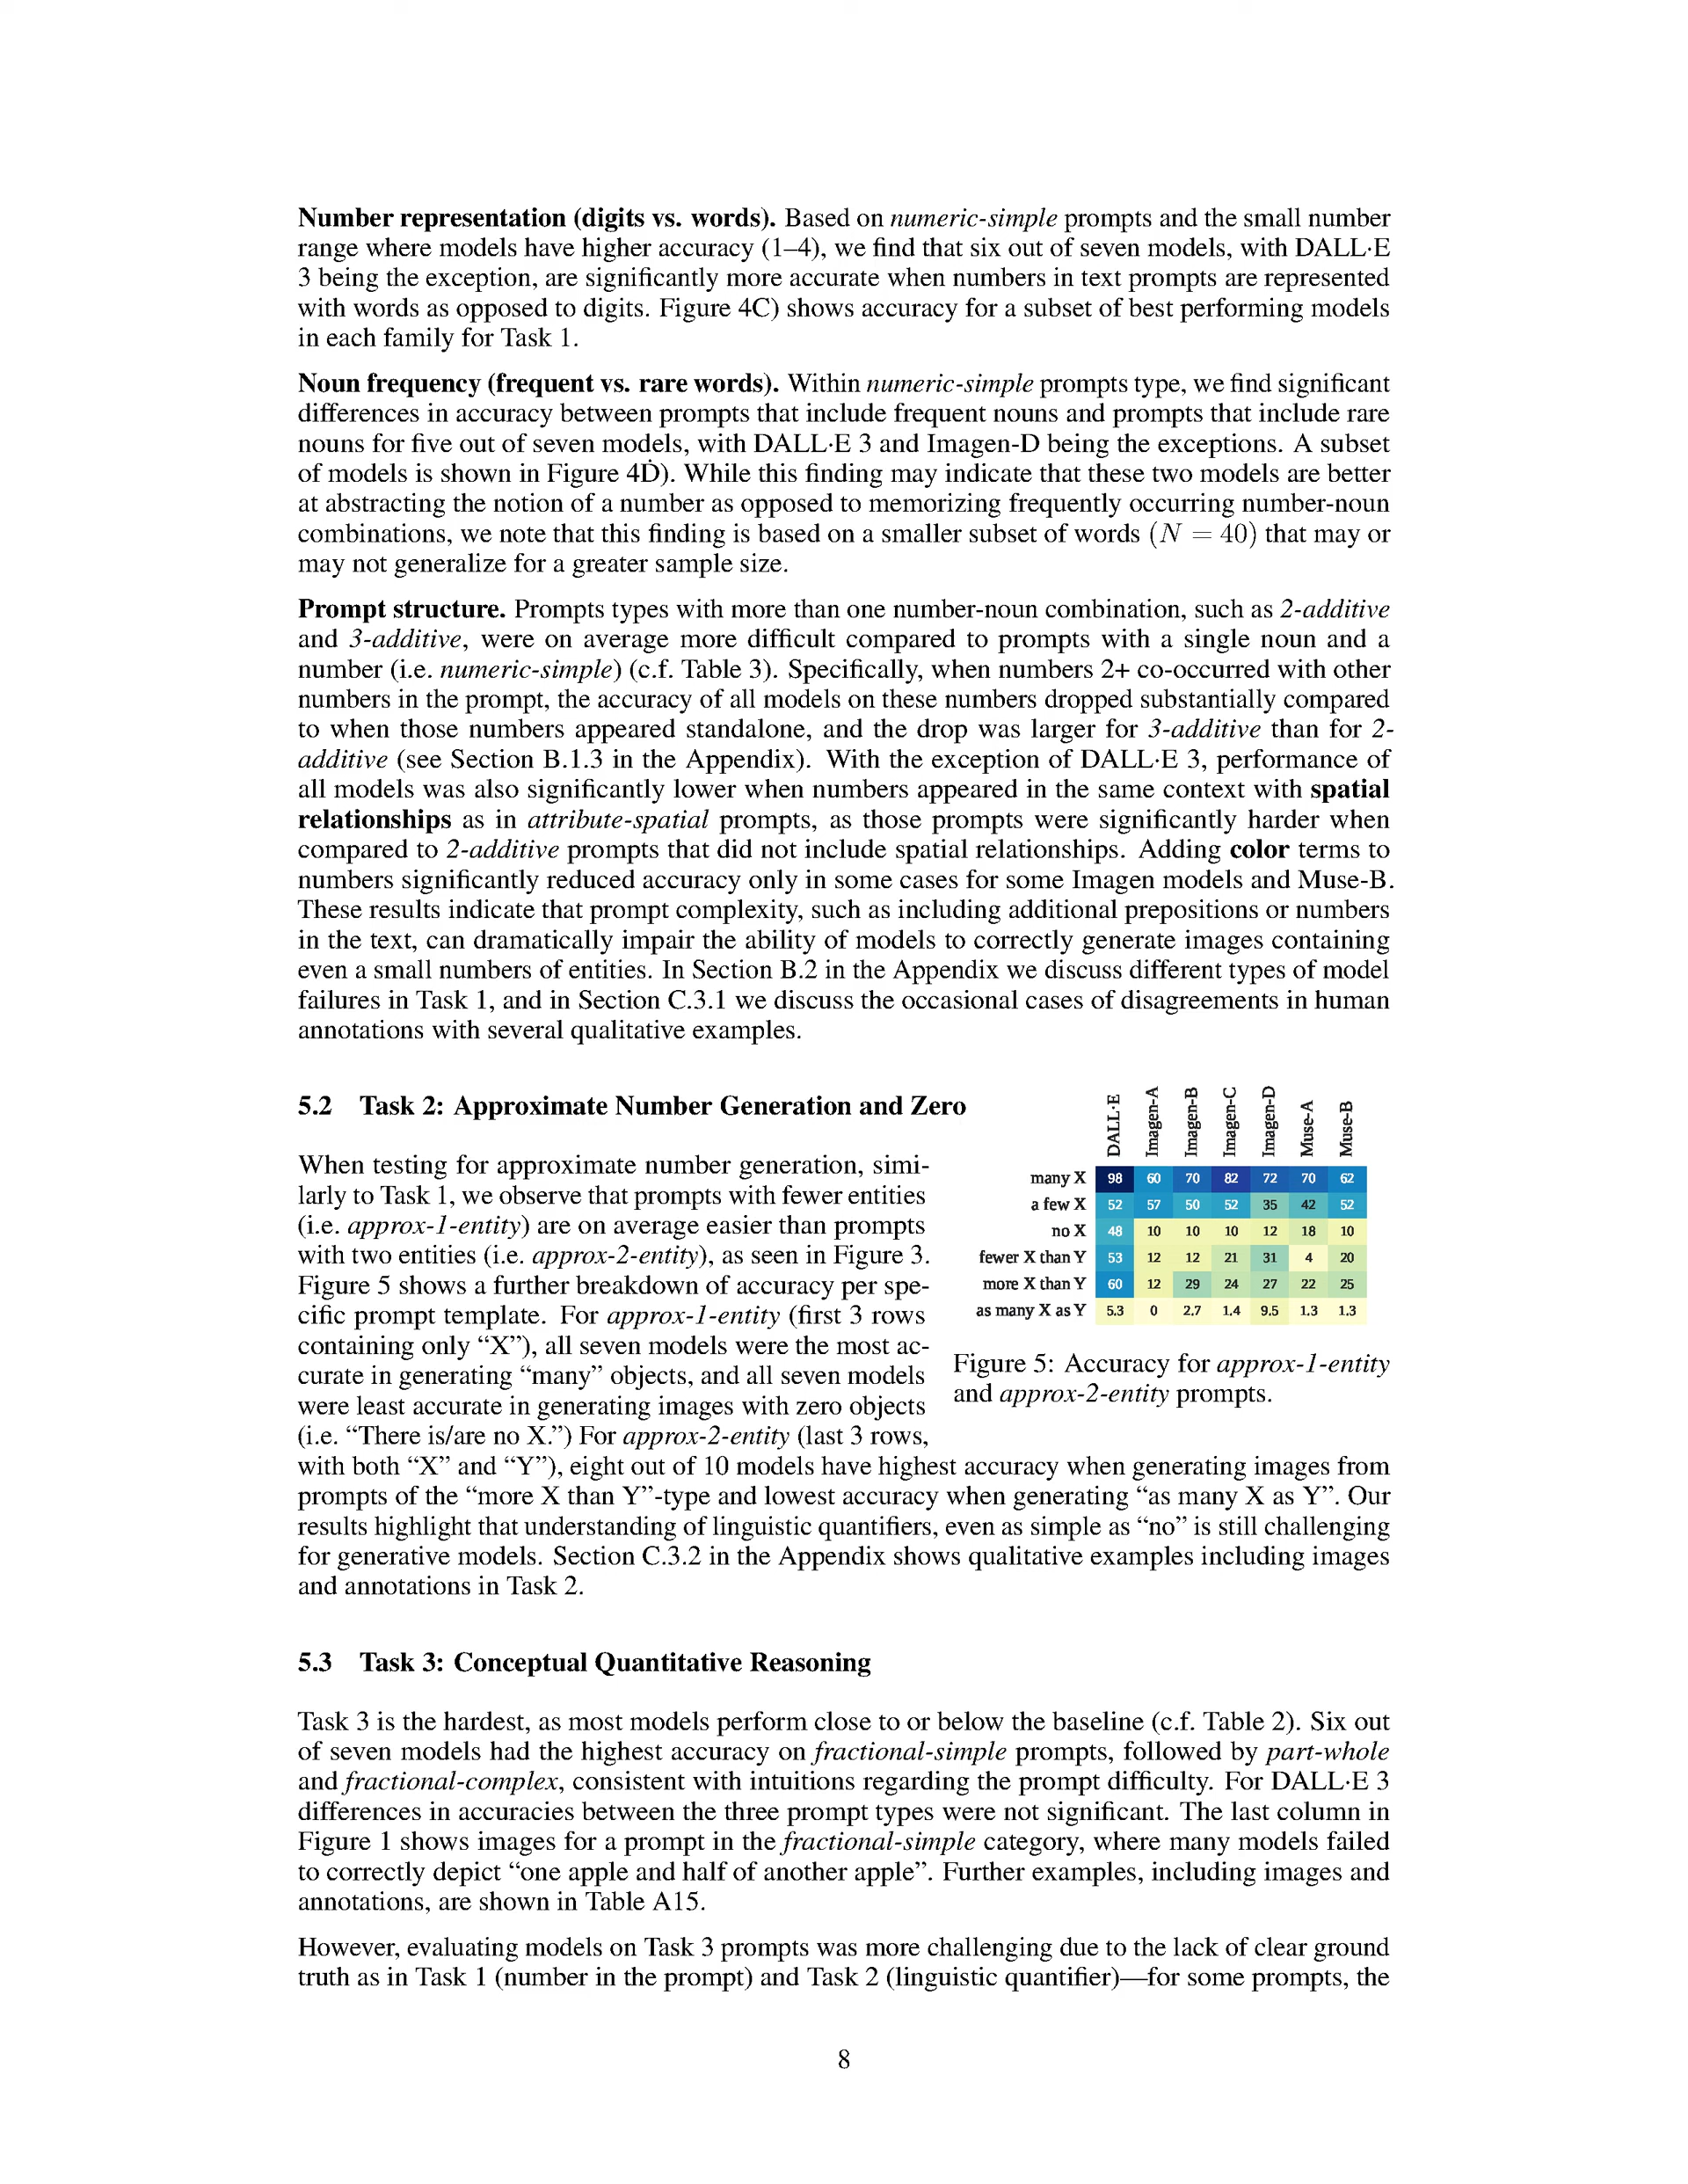 Number representation (digits vs. words). Based on numeric-simple prompts and the small number
range where models have higher accuracy (1–4), we find that six out of seven models, with DALL·E
3 being the exception, are significantly more accurate when numbers in text prompts are represented
with words as opposed to digits. Figure 4C) shows accuracy for a subset of best performing models
in each family for Task 1.
Noun frequency (frequent vs. rare words). Within numeric-simple prompts type, we find significant
differences in accuracy between prompts that include frequent nouns and prompts that include rare
nouns for five out of seven models, with DALL·E 3 and Imagen-D being the exceptions. A subset
of models is shown in Figure 4Ḋ). While this finding may indicate that these two models are better
at abstracting the notion of a number as opposed to memorizing frequently occurring number-noun
combinations, we note that this finding is based on a smaller subset of words (N = 40) that may or
may not generalize for a greater sample size.
Prompt structure. Prompts types with more than one number-noun combination, such as 2-additive
and 3-additive, were on average more difficult compared to prompts with a single noun and a
number (i.e. numeric-simple) (c.f. Table 3). Specifically, when numbers 2+ co-occurred with other
numbers in the prompt, the accuracy of all models on these numbers dropped substantially compared
to when those numbers appeared standalone, and the drop was larger for 3-additive than for 2-
additive (see Section B.1.3 in the Appendix). With the exception of DALL·E 3, performance of
all models was also significantly lower when numbers appeared in the same context with spatial
relationships as in attribute-spatial prompts, as those prompts were significantly harder when
compared to 2-additive prompts that did not include spatial relationships. Adding color terms to
numbers significantly reduced accuracy only in some cases for some Imagen models and Muse-B.
These results indicate that prompt complexity, such as including additional prepositions or numbers
in the text, can dramatically impair the ability of models to correctly generate images containing
even a small numbers of entities. In Section B.2 in the Appendix we discuss different types of model
failures in Task 1, and in Section C.3.1 we discuss the occasional cases of disagreements in human
annotations with several qualitative examples.
5.2 Task 2: Approximate Number Generation and Zero
When testing for approximate number generation, simi-
larly to Task 1, we observe that prompts with fewer entities
(i.e. approx-1-entity) are on average easier than prompts
with two entities (i.e. approx-2-entity), as seen in Figure 3.
Figure 5 shows a further breakdown of accuracy per spe-
cific prompt template. For approx-1-entity (first 3 rows
containing only “X”), all seven models were the most ac-
curate in generating “many” objects, and all seven models
were least accurate in generating images with zero objects
(i.e. “There is/are no X.”) For approx-2-entity (last 3 rows,
with both “X” and “Y”), eight out of 10 models have highest accuracy when generating images from
prompts of the “more X than Y”-type and lowest accuracy when generating “as many X as Y”. Our
results highlight that understanding of linguistic quantifiers, even as simple as “no” is still challenging
for generative models. Section C.3.2 in the Appendix shows qualitative examples including images
and annotations in Task 2.
DALL·E Imagen-A Imagen-B Imagen-C Imagen-D Muse-A Muse-B
many X 98 60 70 82 72 70 62
a few X 52 57 50 52 35 42 52
no X 48 10 10 10 12 18 10
fewer X than Y 53 12 12 21 31 4 20
more X than Y 60 12 29 24 27 22 25
as many X as Y 5.3 0 2.7 1.4 9.5 1.3 1.3
Figure 5: Accuracy for approx-1-entity
and approx-2-entity prompts.
5.3 Task 3: Conceptual Quantitative Reasoning
Task 3 is the hardest, as most models perform close to or below the baseline (c.f. Table 2). Six out
of seven models had the highest accuracy on fractional-simple prompts, followed by part-whole
and fractional-complex, consistent with intuitions regarding the prompt difficulty. For DALL·E 3
differences in accuracies between the three prompt types were not significant. The last column in
Figure 1 shows images for a prompt in the fractional-simple category, where many models failed
to correctly depict “one apple and half of another apple”. Further examples, including images and
annotations, are shown in Table A15.
However, evaluating models on Task 3 prompts was more challenging due to the lack of clear ground
truth as in Task 1 (number in the prompt) and Task 2 (linguistic quantifier)—for some prompts, the
8